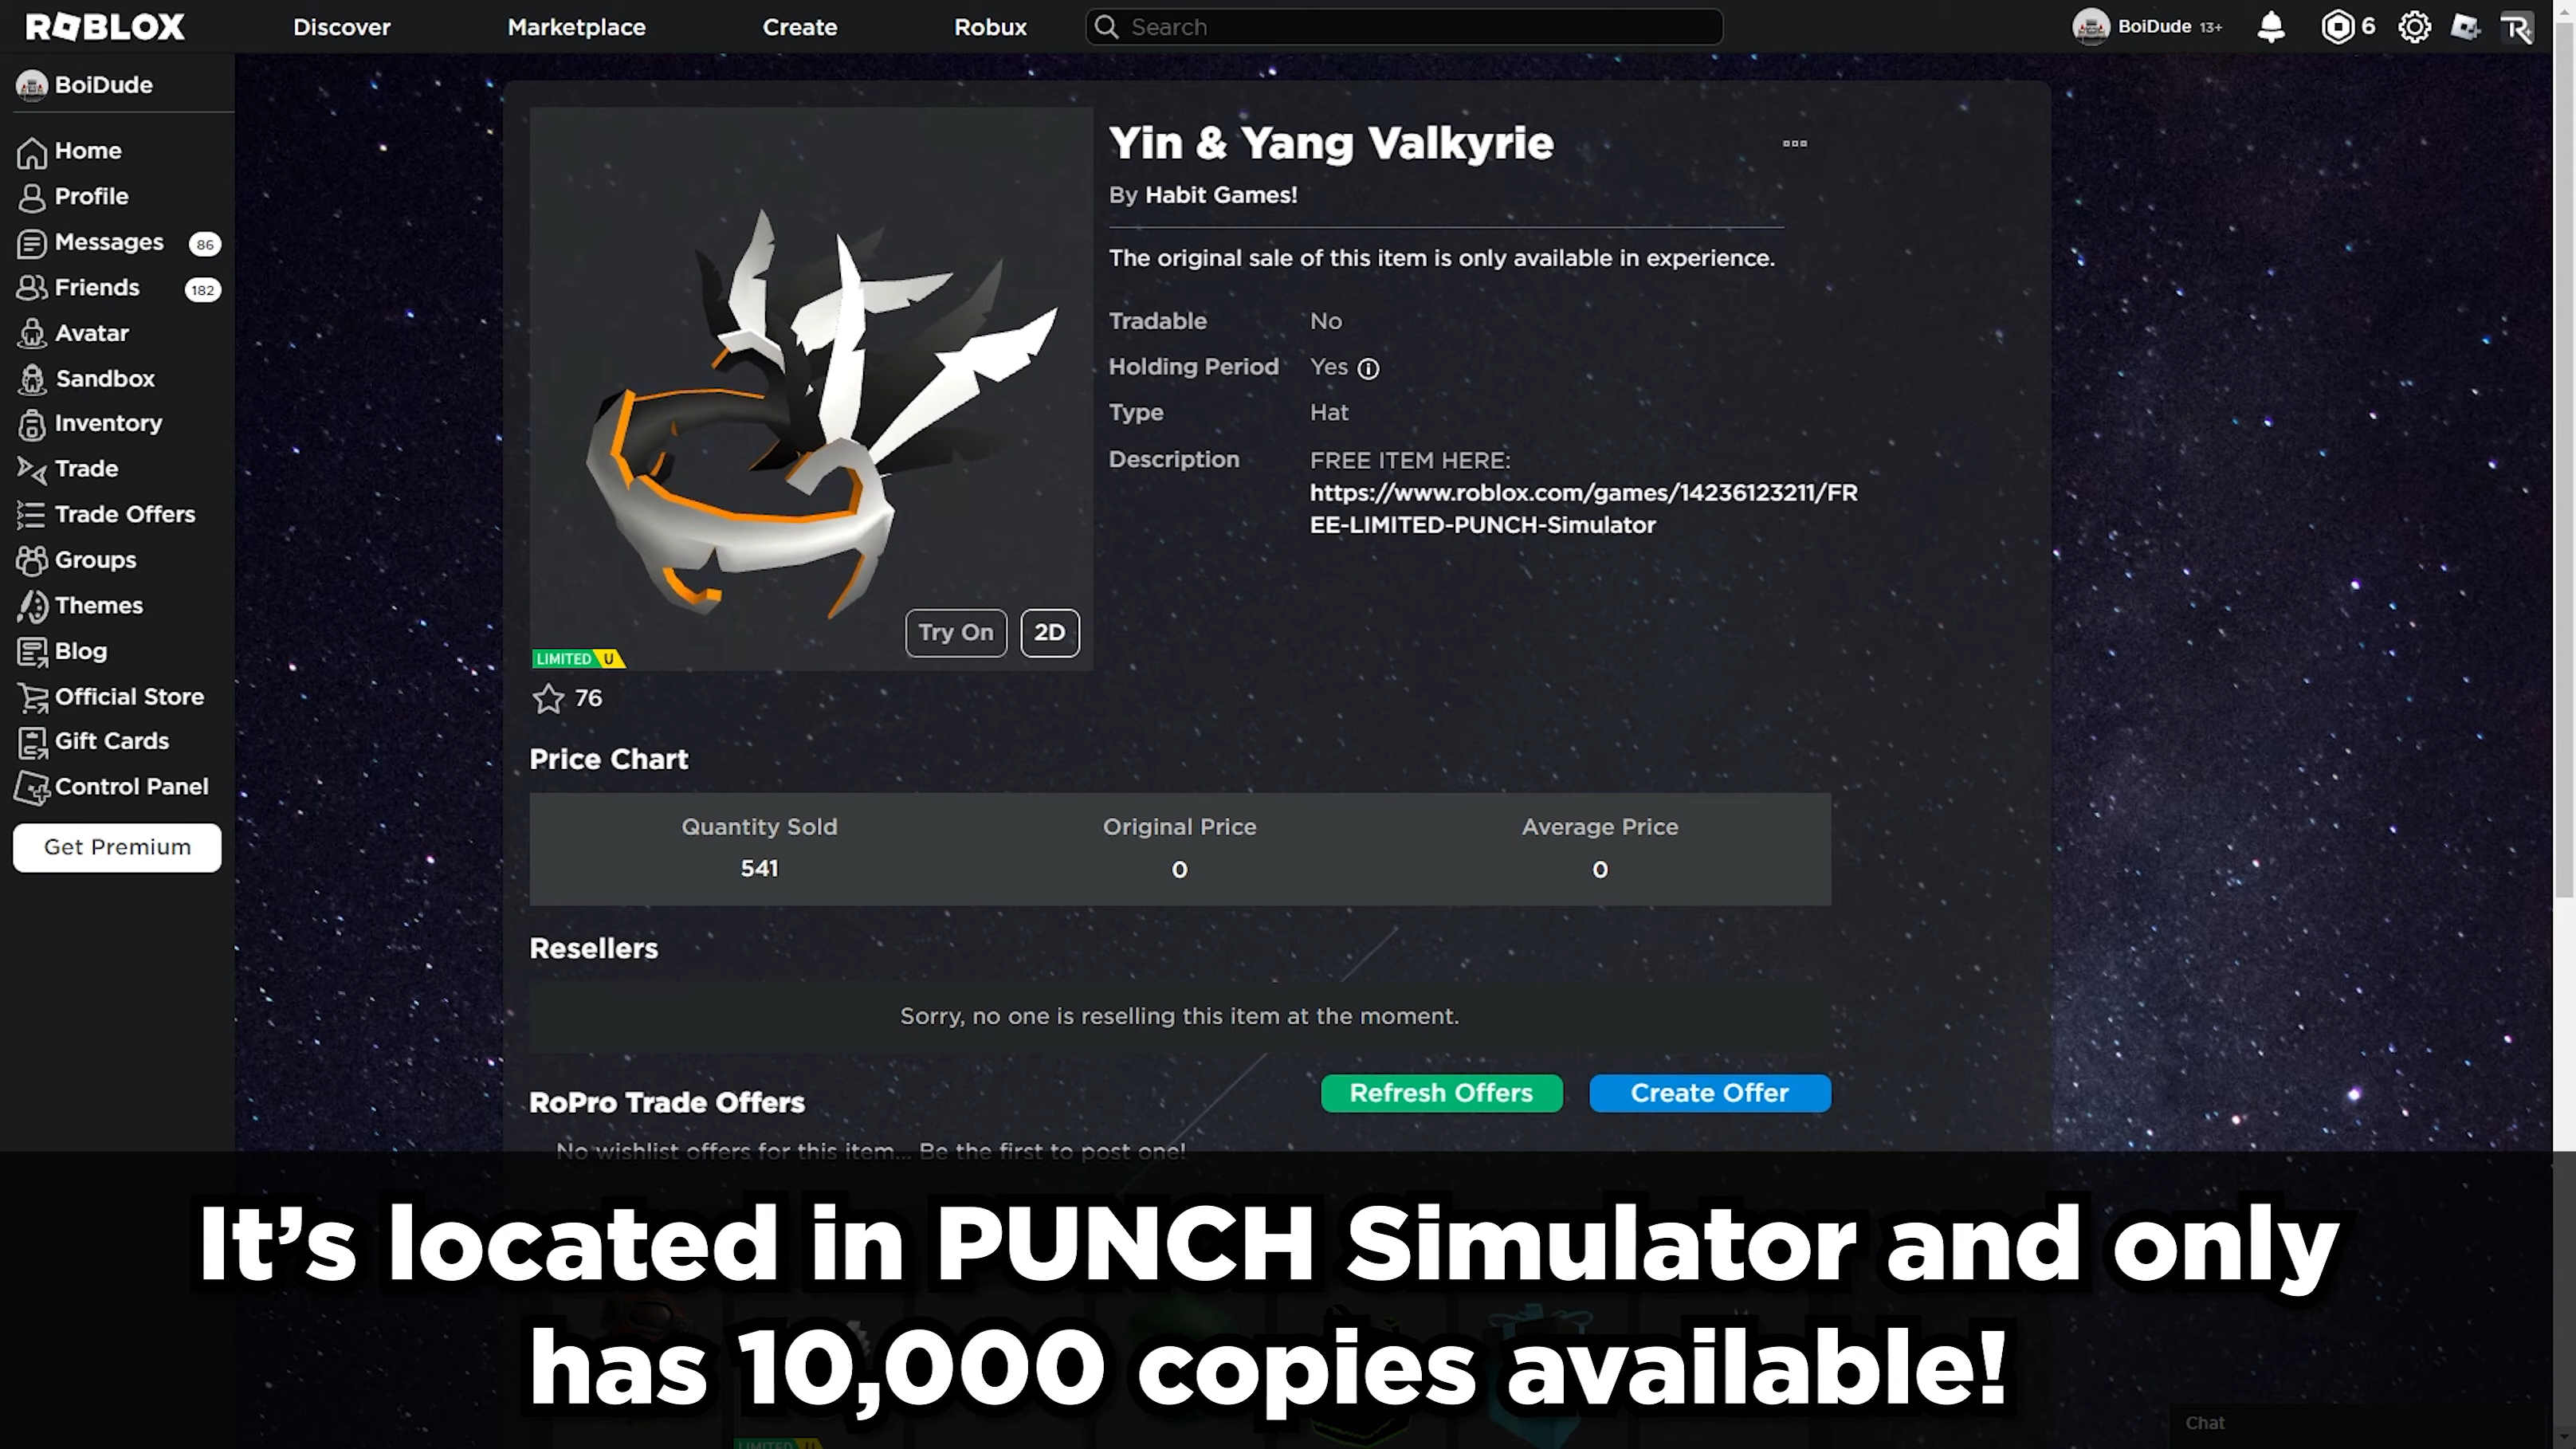 ROBLOX
Discover
Marketplace
Create
Robux
Search
BoiDude 13+
6
BoiDude
Home
Profile
Messages 86
Friends 182
Avatar
Sandbox
Inventory
Trade
Trade Offers
Groups
Themes
Blog
Official Store
Gift Cards
Control Panel
Get Premium
Yin & Yang Valkyrie
By Habit Games!
The original sale of this item is only available in experience.
Tradable No
Holding Period Yes
Type Hat
Description FREE ITEM HERE:
https://www.roblox.com/games/14236123211/FR
EE-LIMITED-PUNCH-Simulator
Try On
2D
LIMITED U
76
Price Chart
Quantity Sold
541
Original Price
0
Average Price
0
Resellers
Sorry, no one is reselling this item at the moment.
RoPro Trade Offers
Refresh Offers
Create Offer
No wishlist offers for this item... Be the first to post one!
It's located in PUNCH Simulator and only
has 10,000 copies available!
LIMITED U
Chat